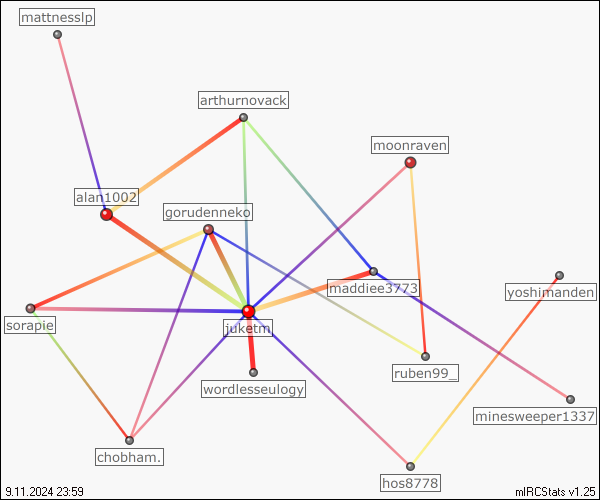 mattnesslp
arthurnovack
moonraven
alan1002
gorudenneko
maddiee3773
yoshimanden
sorapie
juketm
ruben99_
wordlesseulogy
minesweeper1337
chobham.
hos8778
9.11.2024 23:59
mIRCStats v1.25